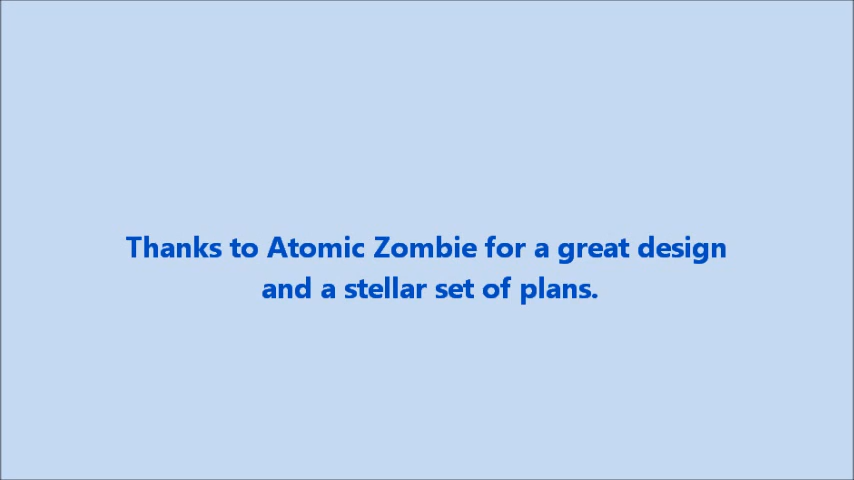 Thanks to Atomic Zombie for a great design
and a stellar set of plans.